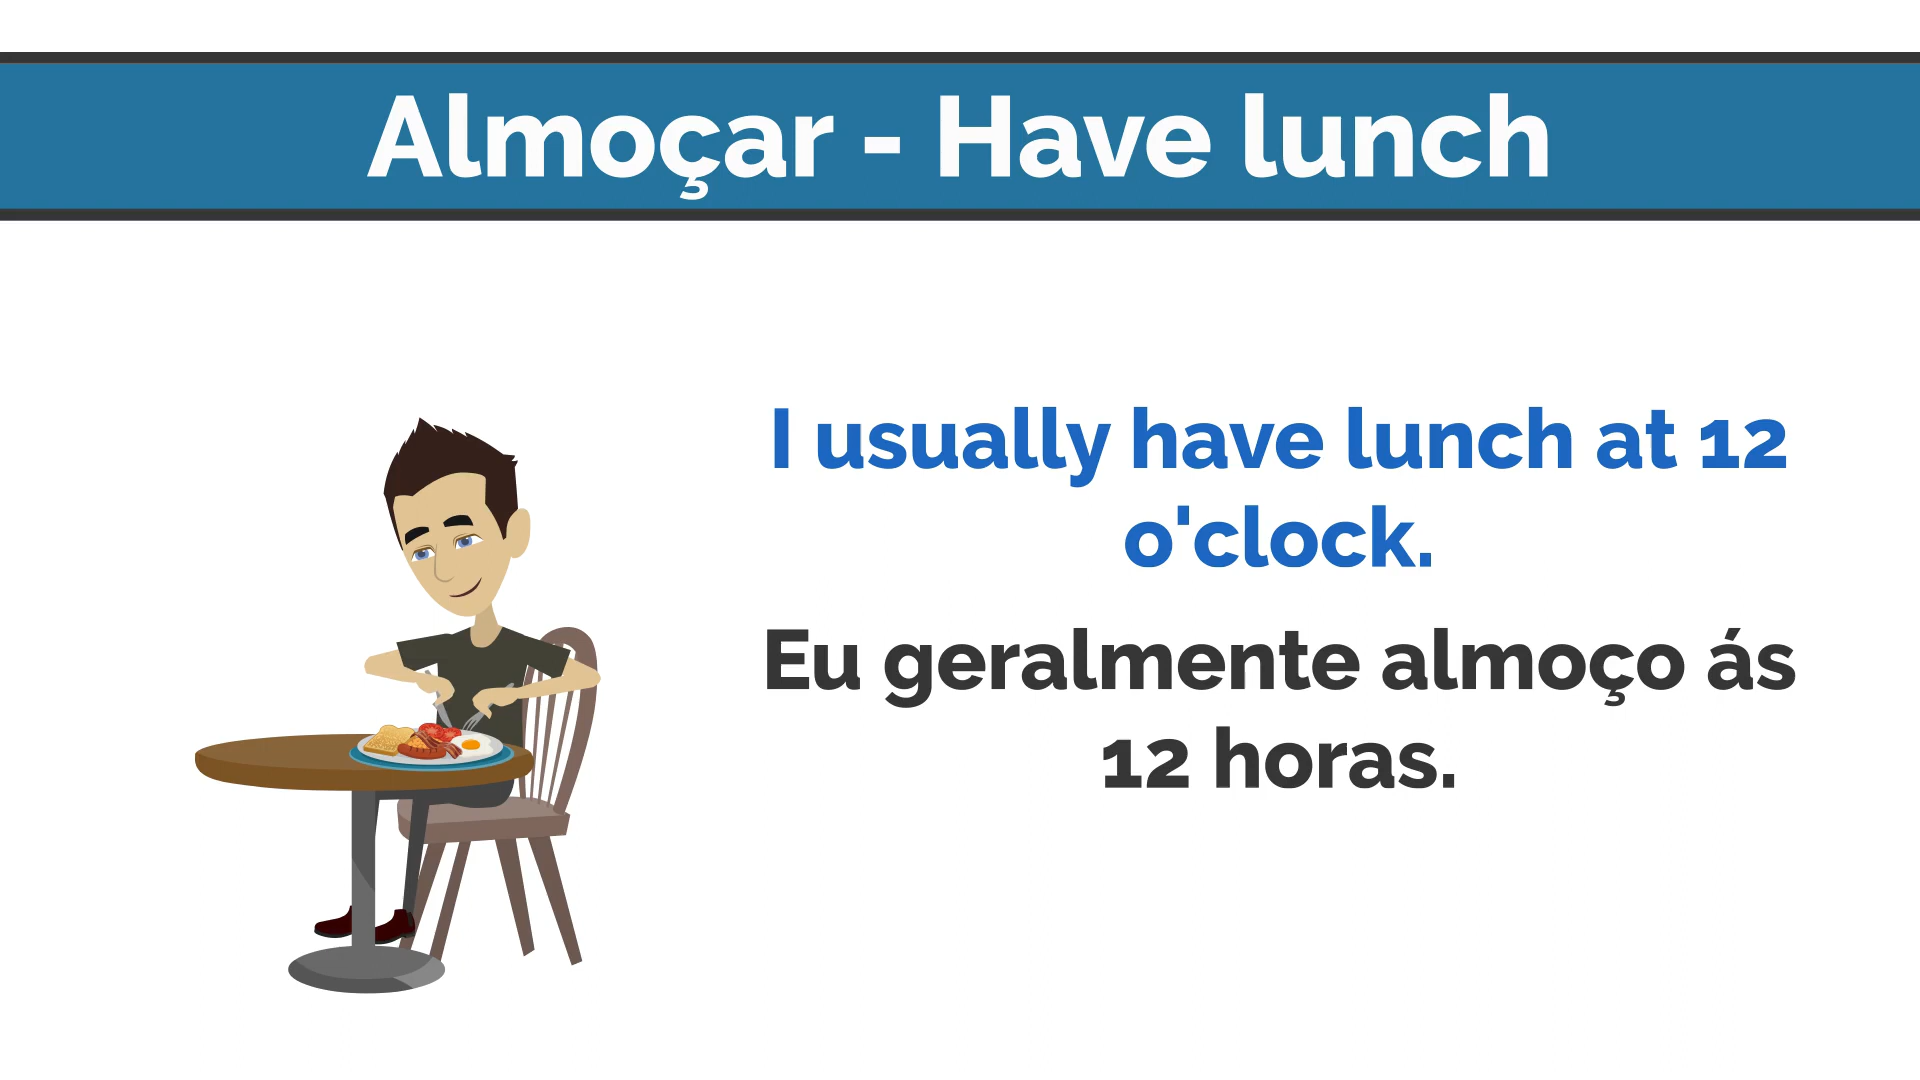 Almoçar - Have lunch
I usually have lunch at 12
o'clock.
Eu geralmente almoço ás
12 horas.